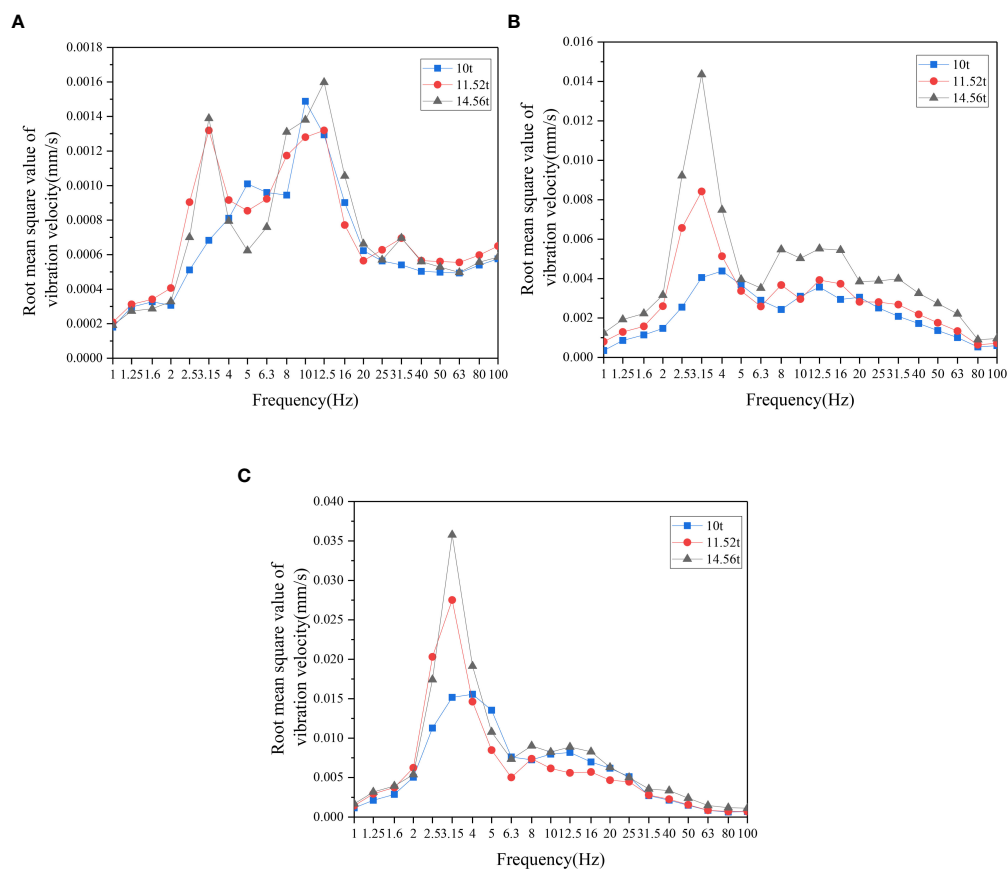 A
Root mean square value of
vibration velocity(mm/s)
0.0018
0.0016
0.0014
0.0012
0.0010
0.0008
0.0006
0.0004
0.0002
0.0000
10t
11.52t
14.56t
1 1.25 1.6 2 2.5 3.15 4 5 6.3 8 10 12.5 16 20 25 31.5 40 50 63 80 100
Frequency(Hz)
B
Root mean square value of
vibration velocity(mm/s)
0.016
0.014
0.012
0.010
0.008
0.006
0.004
0.002
0.000
10t
11.52t
14.56t
1 1.25 1.6 2 2.5 3.15 4 5 6.3 8 10 12.5 16 20 25 31.5 40 50 63 80 100
Frequency(Hz)
C
Root mean square value of
vibration velocity(mm/s)
0.040
0.035
0.030
0.025
0.020
0.015
0.010
0.005
0.000
10t
11.52t
14.56t
1 1.25 1.6 2 2.5 3.15 4 5 6.3 8 10 12.5 16 20 25 31.5 40 50 63 80 100
Frequency(Hz)